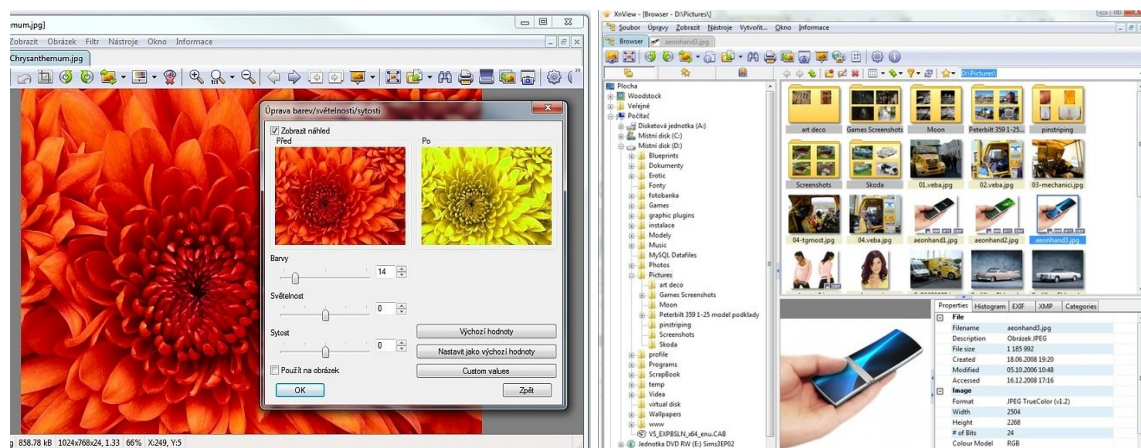 mum.jpg]
Zobrazit Obrázek Filtr Nástroje Okno Informace
Chrysanthemum.jpg
Úprava barev/světelnosti/sytosti
Zobrazit náhled
Před
Po
Barvy
14
Světelnost
0
Sytost
0
Výchozí hodnoty
Nastavit jako výchozí hodnoty
Custom values
Použít na obrázek
OK
Zpět
g 858.78 kB 1024x768x24, 1.33 66% X:249, Y:5
XnView - [Browser - D:\Pictures\]
Soubor Úpravy Zobrazit Nástroje Vytvořit... Okno Informace
Browser aeonhand3.jpg
D:\Pictures\
Plocha
Woodstock
Veřejné
Počítač
Disketová jednotka (A:)
Místní disk (C:)
Místní disk (D:)
Blueprints
Dokumenty
Erotic
Fonty
fotobanka
Games
graphic plugins
instalace
Modely
Music
MySQL Datafiles
Photos
Pictures
art deco
Games Screenshots
Moon
Peterbilt 359 1-25 model podklady
pinstriping
Screenshots
Skoda
profile
Programs
ScrapBook
temp
Videa
virtual disk
Wallpapers
www
VS_EXPBSLN_x64_enu.CAB
Jednotka DVD RW (E:) Sims3EP02
art deco Games Screenshots Moon Peterbilt 359 1-25... pinstriping
Screenshots Skoda 01.veba.jpg 02.veba.jpg 03-mechanici.jpg
04-tgmost.jpg 04.veba.jpg aeonhand1.jpg aeonhand2.jpg aeonhand3.jpg
Properties Histogram EXIF XMP Categories
File
Filename aeonhand3.jpg
Description Obrázek JPEG
File size 1 185 992
Created 18.06.2008 19:20
Modified 05.10.2006 10:48
Accessed 16.12.2008 17:16
Image
Format JPEG TrueColor (v1.2)
Width 2504
Height 2268
# of Bits 24
Colour Model RGB